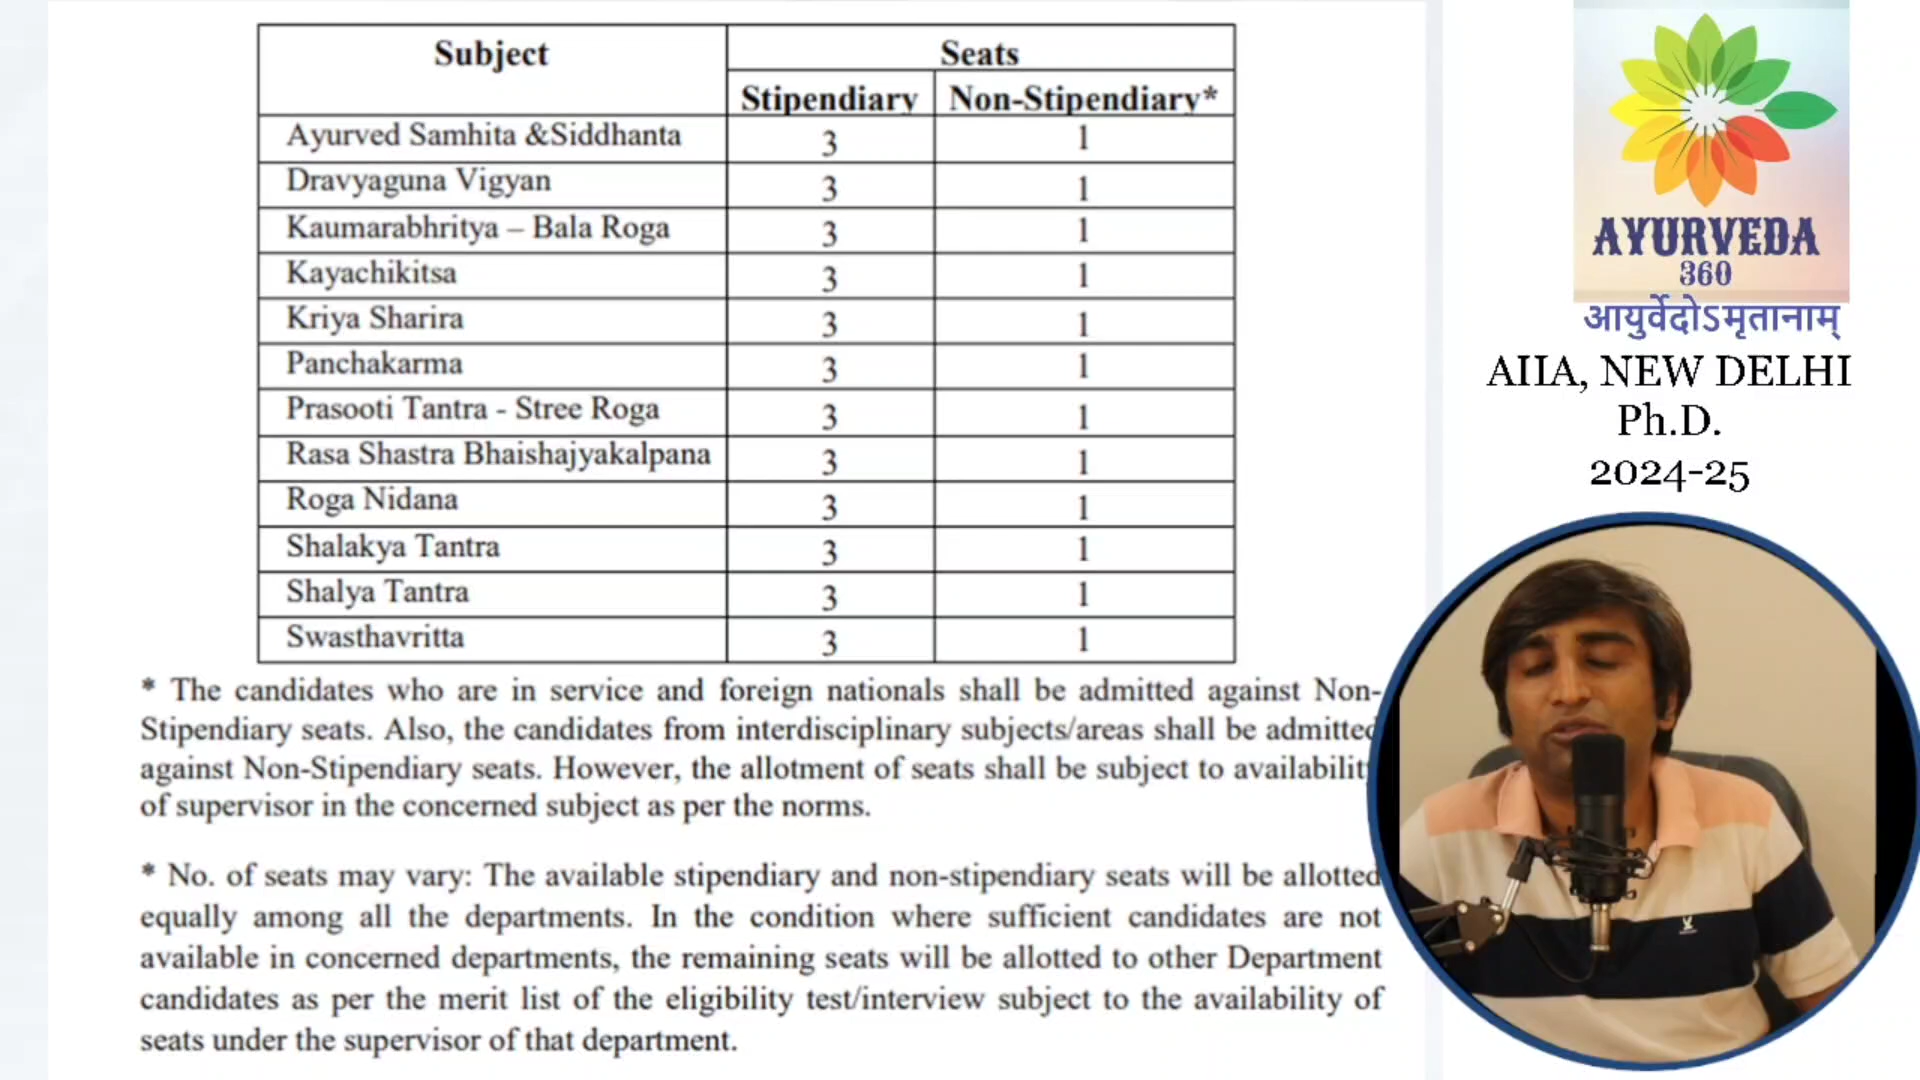 Subject Seats
Stipendiary Non-Stipendiary*
Ayurved Samhita &Siddhanta 3 1
Dravyaguna Vigyan 3 1
Kaumarabhritya – Bala Roga 3 1
Kayachikitsa 3 1
Kriya Sharira 3 1
Panchakarma 3 1
Prasooti Tantra - Stree Roga 3 1
Rasa Shastra Bhaishajyakalpana 3 1
Roga Nidana 3 1
Shalakya Tantra 3 1
Shalya Tantra 3 1
Swasthavritta 3 1
* The candidates who are in service and foreign nationals shall be admitted against Non-
Stipendiary seats. Also, the candidates from interdisciplinary subjects/areas shall be admitted
against Non-Stipendiary seats. However, the allotment of seats shall be subject to availabilit
of supervisor in the concerned subject as per the norms.
* No. of seats may vary: The available stipendiary and non-stipendiary seats will be allotted
equally among all the departments. In the condition where sufficient candidates are not
available in concerned departments, the remaining seats will be allotted to other Department
candidates as per the merit list of the eligibility test/interview subject to the availability of
seats under the supervisor of that department.
AYURVEDA
360
आयुर्वेदोऽमृतानाम्
AIIA, NEW DELHI
Ph.D.
2024-25